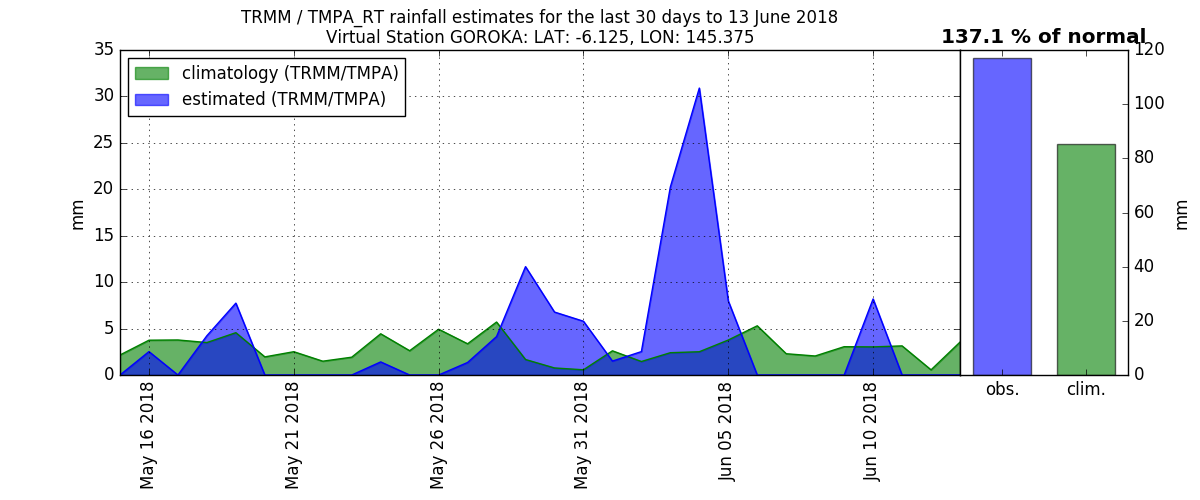 TRMM / TMPA_RT rainfall estimates for the last 30 days to 13 June 2018
Virtual Station GOROKA: LAT: -6.125, LON: 145.375
137.1 % of normal
climatology (TRMM/TMPA)
estimated (TRMM/TMPA)
mm
35
30
25
20
15
10
5
0
May 16 2018
May 21 2018
May 26 2018
May 31 2018
Jun 05 2018
Jun 10 2018
obs.
clim.
120
100
80
60
40
20
0
mm